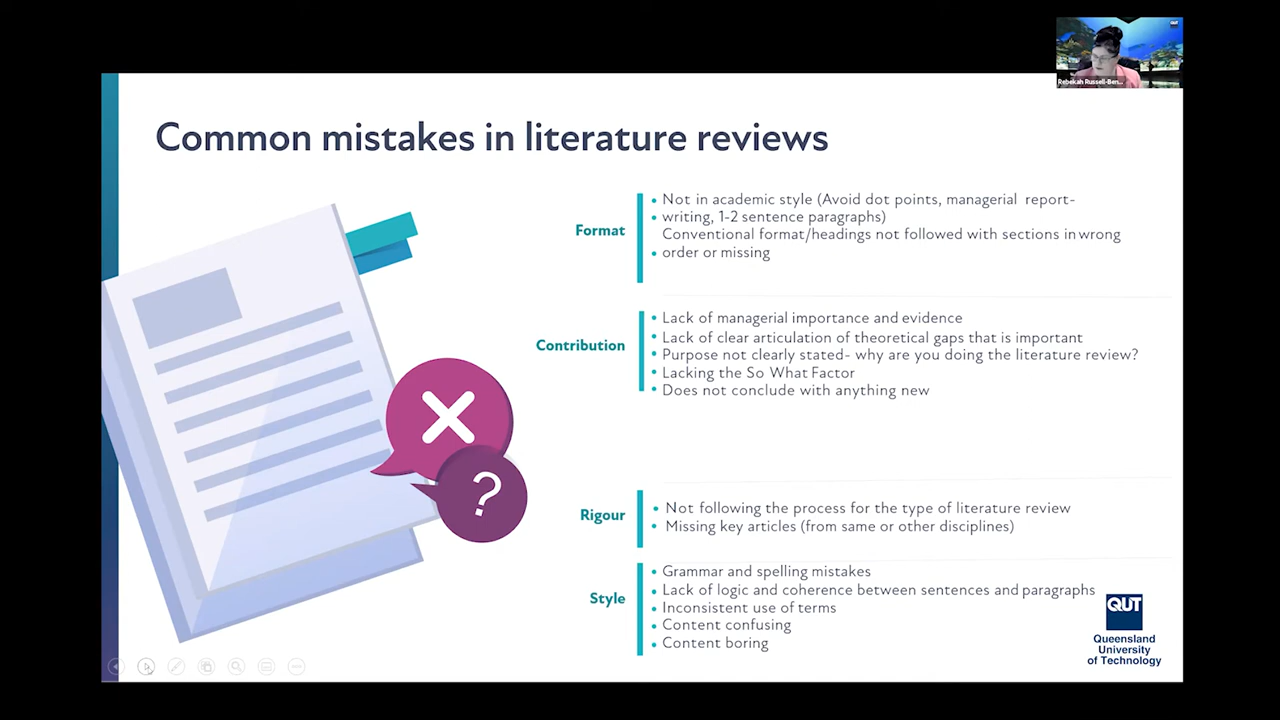 QUT
Rebekah Russell-Ben...
Common mistakes in literature reviews
Format
• Not in academic style (Avoid dot points, managerial report-
• writing, 1-2 sentence paragraphs)
Conventional format/headings not followed with sections in wrong
• order or missing
Contribution
• Lack of managerial importance and evidence
• Lack of clear articulation of theoretical gaps that is important
• Purpose not clearly stated- why are you doing the literature review?
• Lacking the So What Factor
• Does not conclude with anything new
Rigour
• Not following the process for the type of literature review
• Missing key articles (from same or other disciplines)
Style
• Grammar and spelling mistakes
• Lack of logic and coherence between sentences and paragraphs
• Inconsistent use of terms
• Content confusing
• Content boring
?
QUT
Queensland
University
of Technology